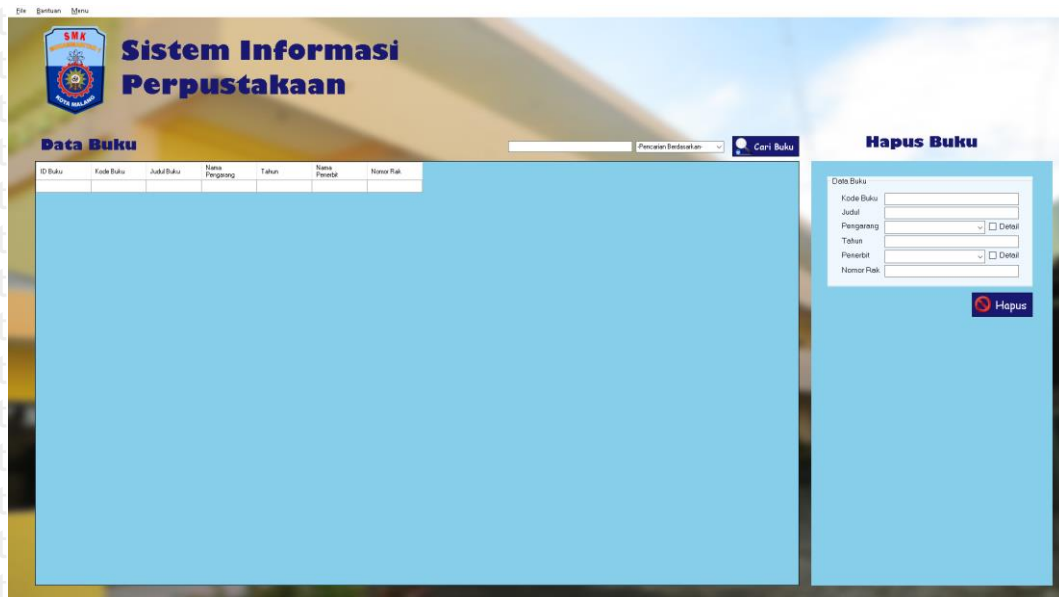 File Bantuan Menu
SMK
MUHAMMADIYAH 1
KOTA MALANG
Sistem Informasi
Perpustakaan
Data Buku
-Pencarian Berdasarkan-
Cari Buku
Hapus Buku
ID Buku Kode Buku Judul Buku Nama Pengarang Tahun Nama Penerbit Nomor Rak
Data Buku
Kode Buku
Judul
Pengarang Detail
Tahun
Penerbit Detail
Nomor Rak
Hapus